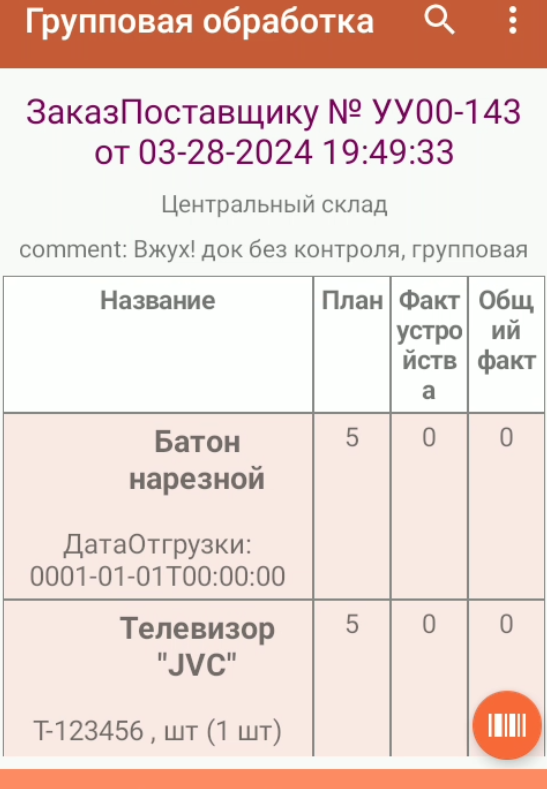 Групповая обработка
ЗаказПоставщику № УУ00-143
от 03-28-2024 19:49:33
Центральный склад
comment: Вжух! док без контроля, групповая
Название План Факт Общ
устро ий
йств факт
а
Батон 5 0 0
нарезной
ДатаОтгрузки:
0001-01-01T00:00:00
Телевизор 5 0 0
"JVC"
T-123456 , шт (1 шт)